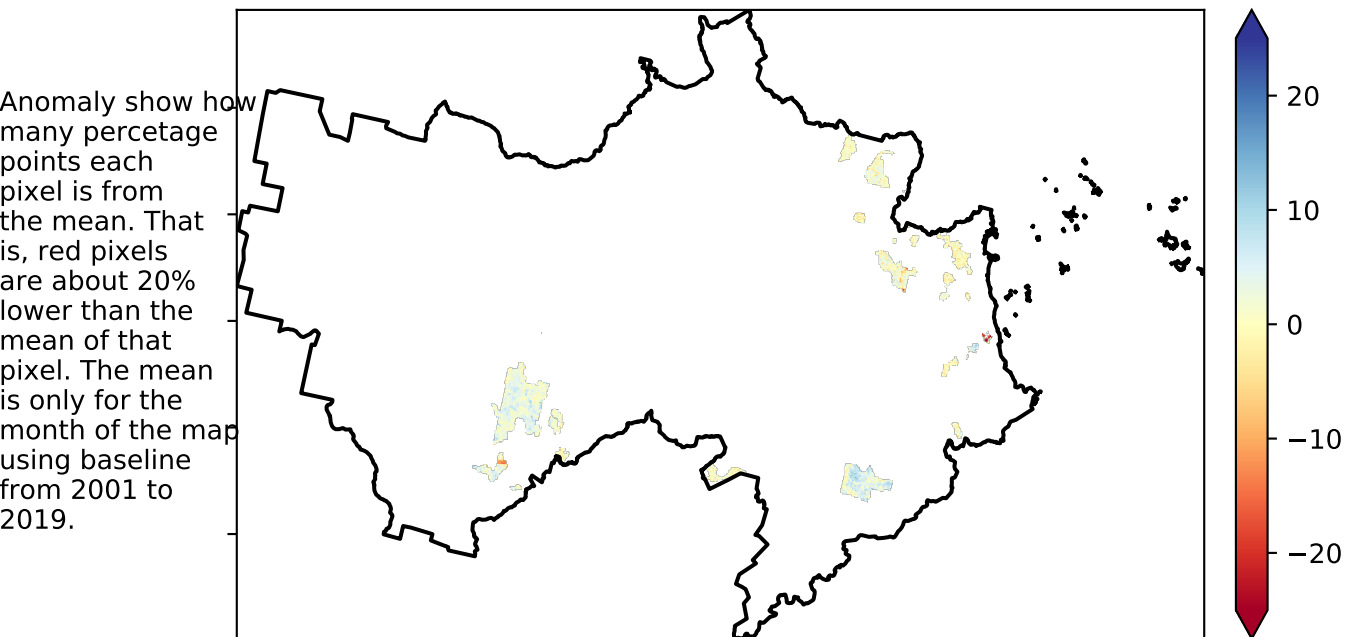 Anomaly show how
many percetage
points each
pixel is from
the mean. That
is, red pixels
are about 20%
lower than the
mean of that
pixel. The mean
is only for the
month of the map
using baseline
from 2001 to
2019.
20
10
0
−10
−20